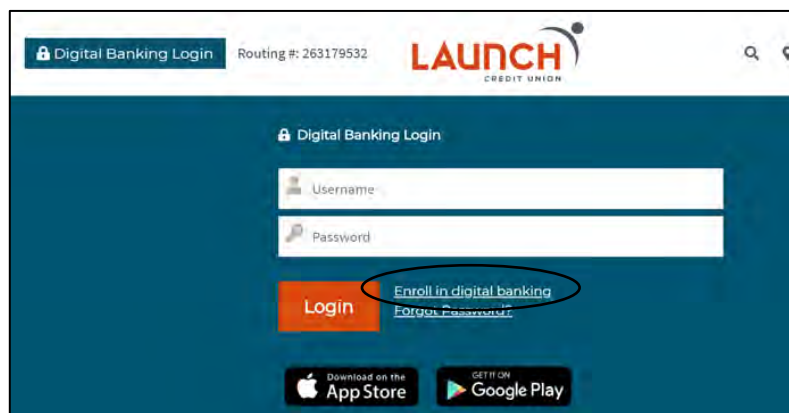 Digital Banking Login Routing #: 263179532
LAUNCH
CREDIT UNION
Digital Banking Login
Username
Password
Login
Enroll in digital banking
Forgot Password?
Download on the
App Store
GET IT ON
Google Play